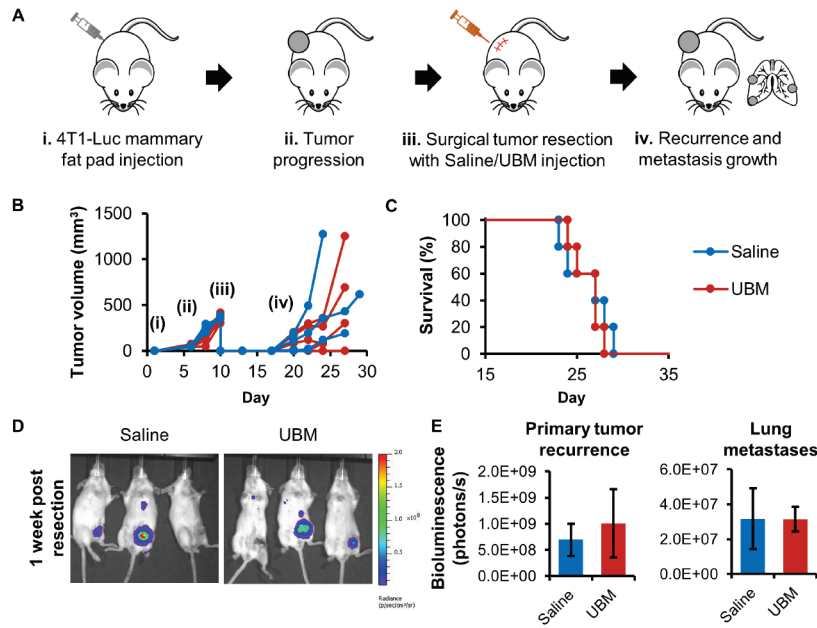 A
i. 4T1-Luc mammary
fat pad injection
ii. Tumor
progression
iii. Surgical tumor resection
with Saline/UBM injection
iv. Recurrence and
metastasis growth
B
Tumor volume (mm³)
1500
1000
500
0
(i)
(ii)
(iii)
(iv)
0
5
10
15
20
25
30
Day
C
Survival (%)
100
80
60
40
20
0
15
25
35
Day
Saline
UBM
D
Saline
UBM
1 week post
resection
2.0
1.5
×10⁸
1.0
0.5
Radiance
(p/sec/cm²/sr)
E
Bioluminescence
(photons/s)
Primary tumor
recurrence
2.0E+09
1.5E+09
1.0E+09
5.0E+08
0.0E+00
Saline
UBM
Lung
metastases
6.0E+07
4.0E+07
2.0E+07
0.0E+00
Saline
UBM